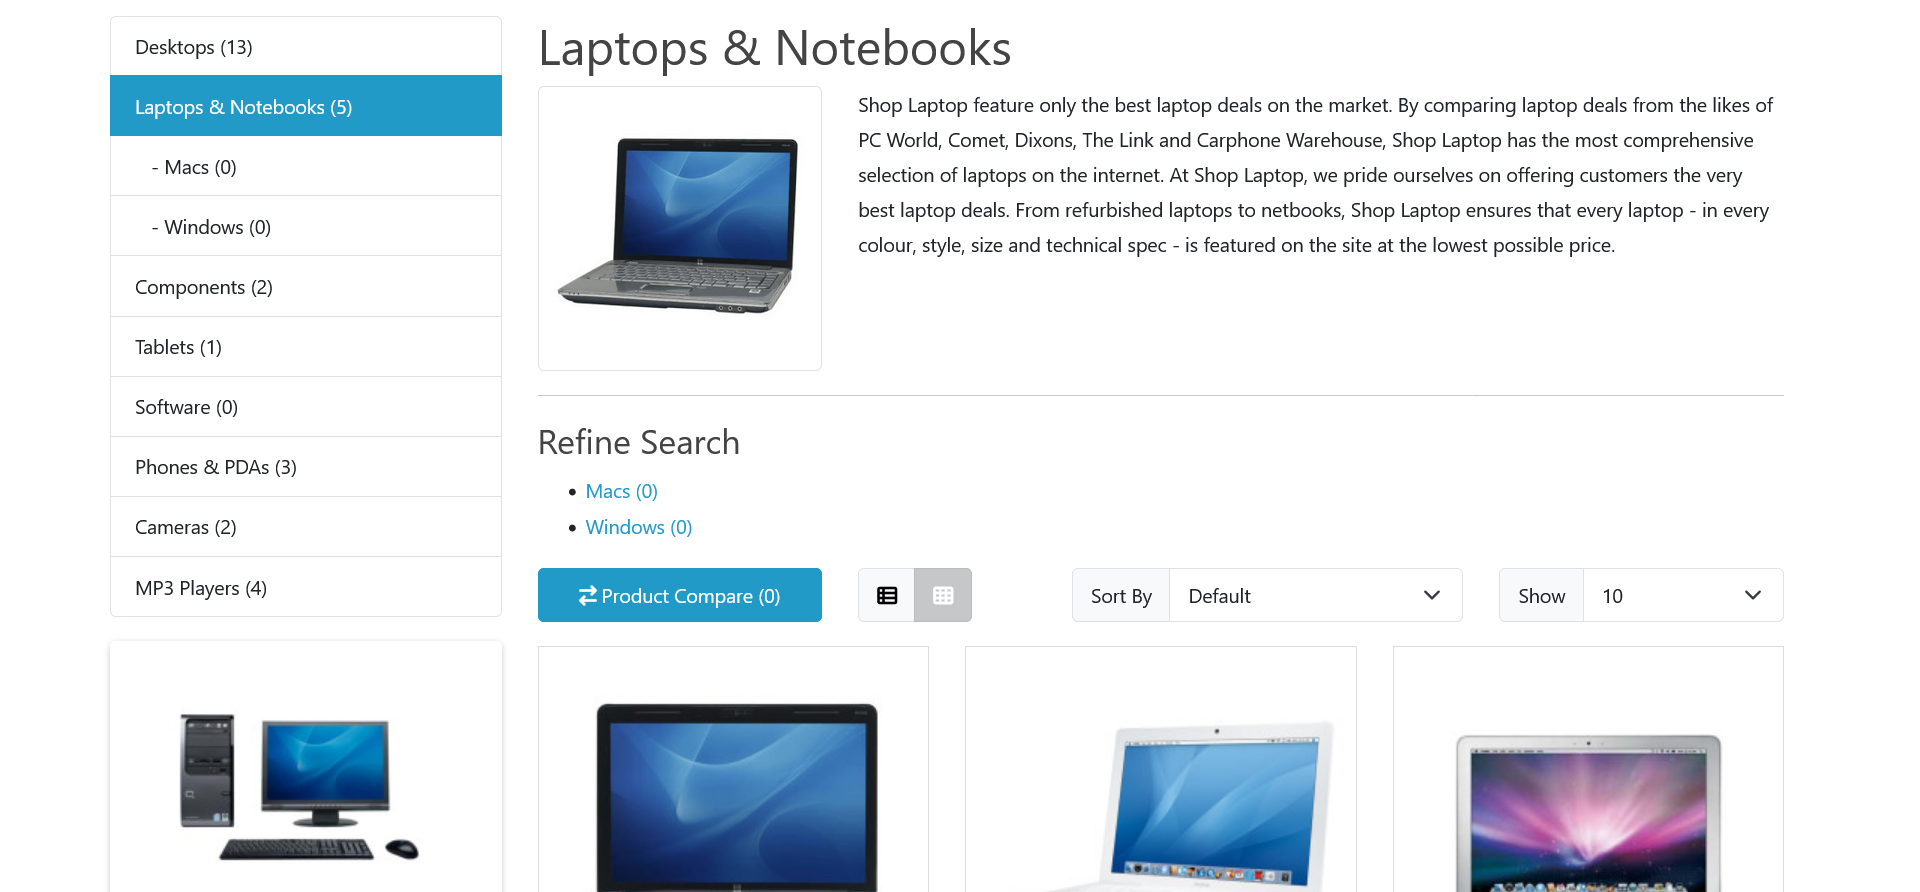 Desktops (13)
Laptops & Notebooks (5)
- Macs (0)
- Windows (0)
Components (2)
Tablets (1)
Software (0)
Phones & PDAs (3)
Cameras (2)
MP3 Players (4)
Laptops & Notebooks
Shop Laptop feature only the best laptop deals on the market. By comparing laptop deals from the likes of
PC World, Comet, Dixons, The Link and Carphone Warehouse, Shop Laptop has the most comprehensive
selection of laptops on the internet. At Shop Laptop, we pride ourselves on offering customers the very
best laptop deals. From refurbished laptops to netbooks, Shop Laptop ensures that every laptop - in every
colour, style, size and technical spec - is featured on the site at the lowest possible price.
Refine Search
Macs (0)
Windows (0)
Product Compare (0)
Sort By Default
Show 10